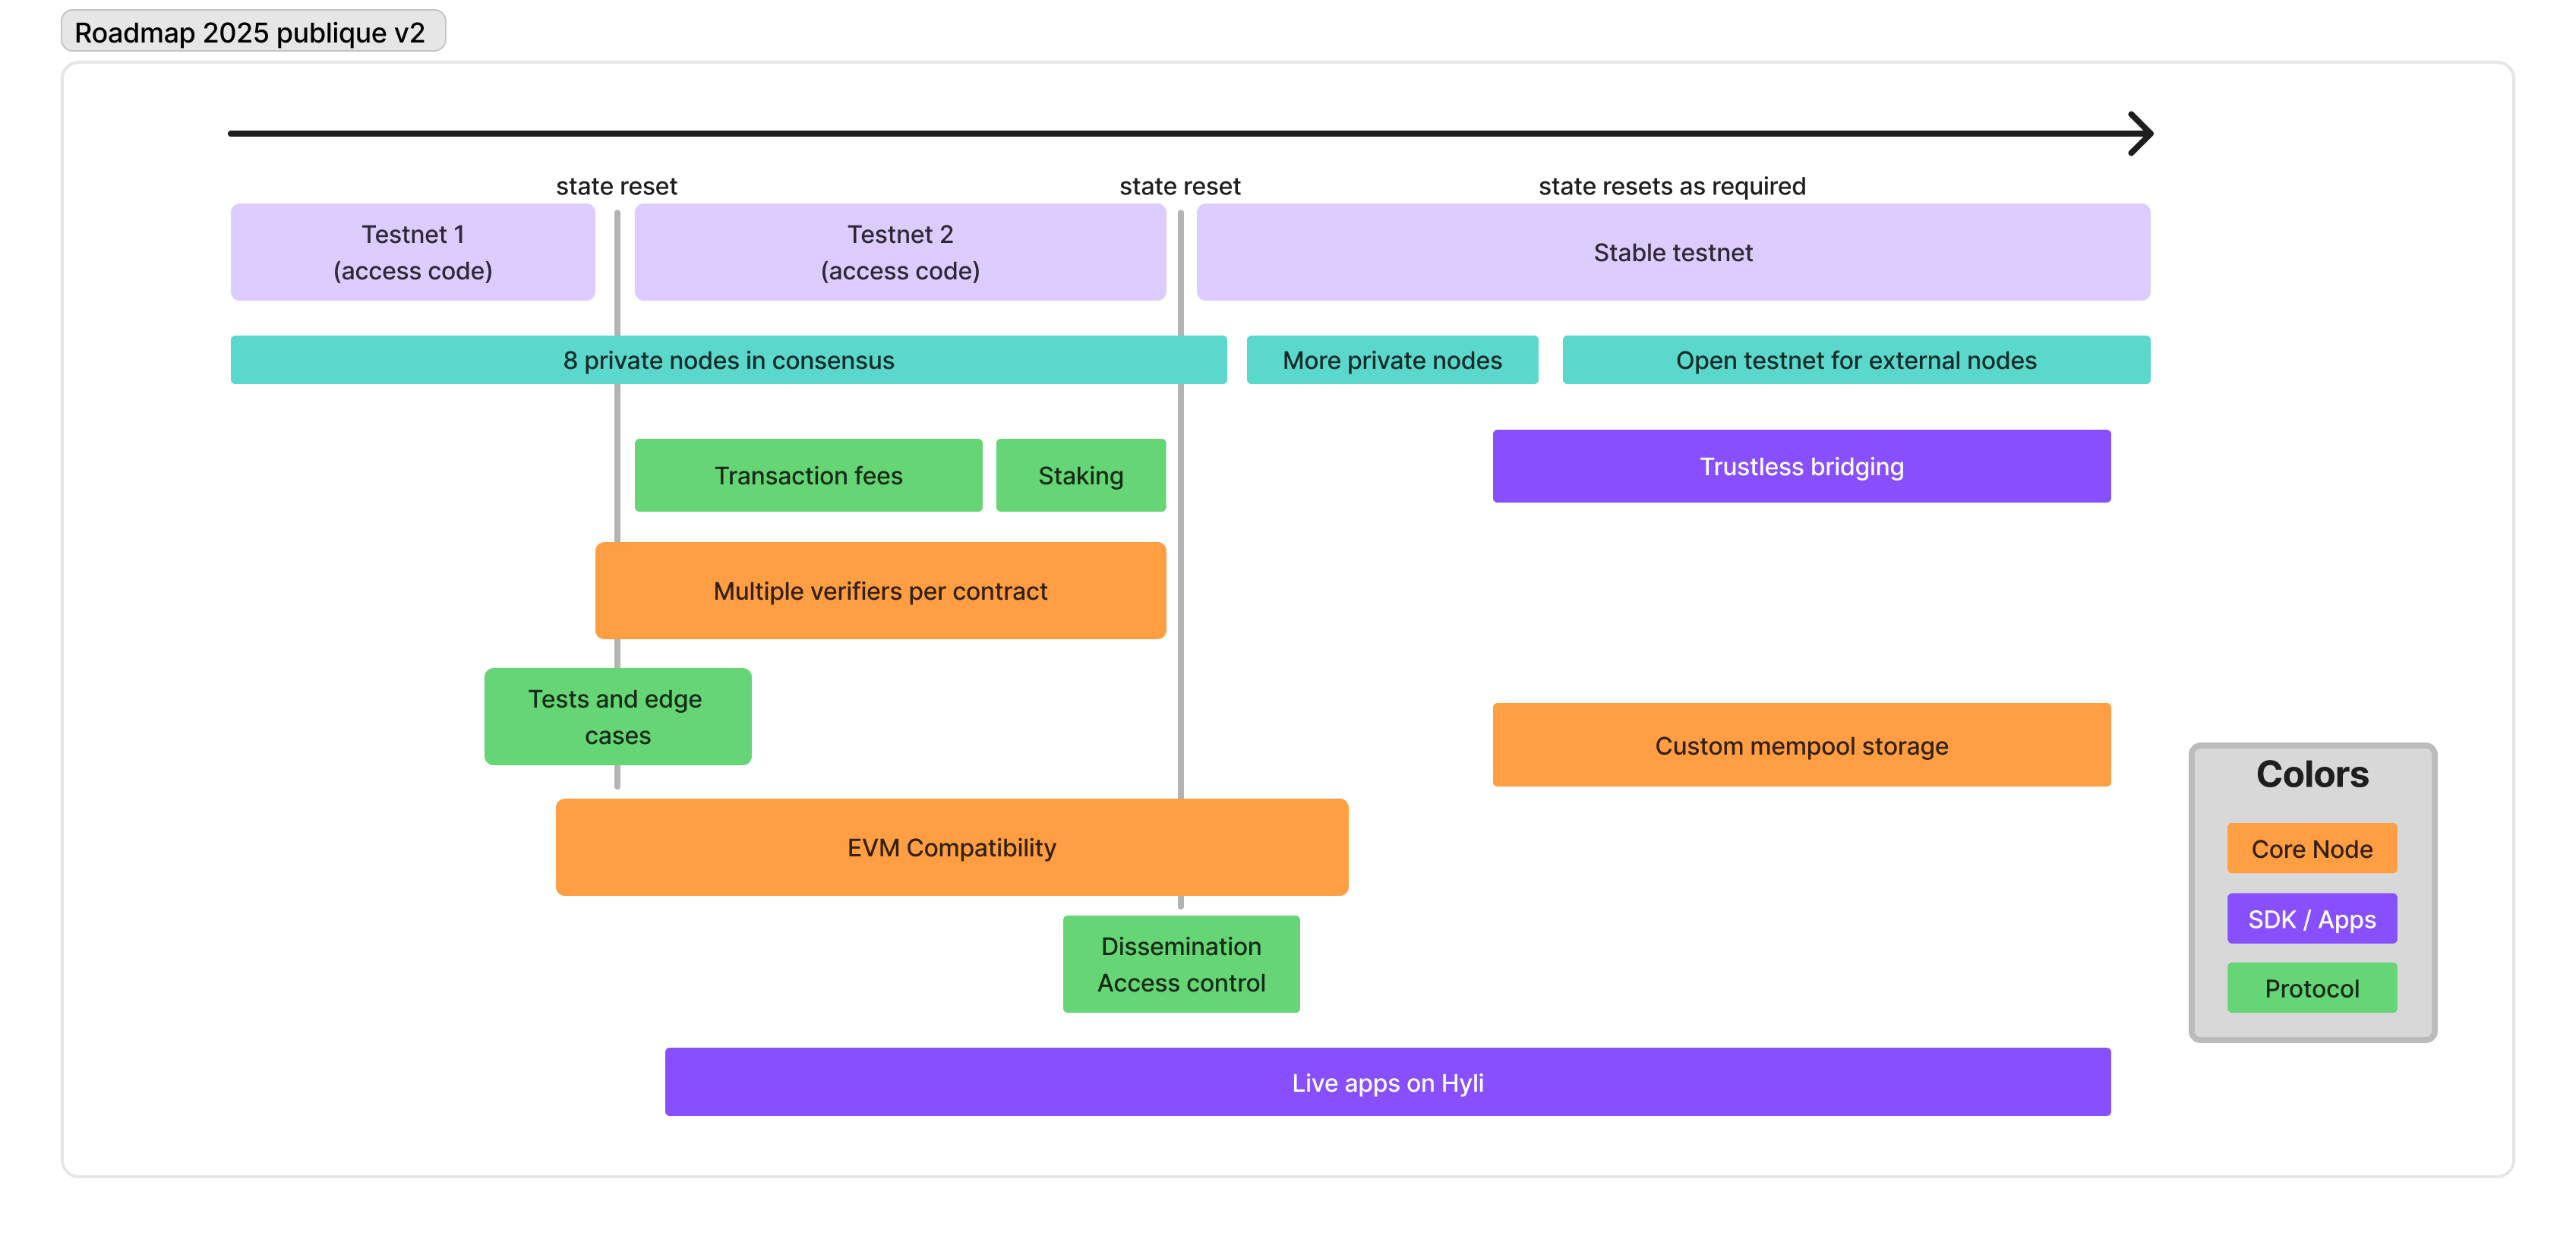 Roadmap 2025 publique v2
state reset
state reset
state resets as required
Testnet 1
(access code)
Testnet 2
(access code)
Stable testnet
8 private nodes in consensus
More private nodes
Open testnet for external nodes
Transaction fees
Staking
Trustless bridging
Multiple verifiers per contract
Tests and edge
cases
Custom mempool storage
EVM Compatibility
Dissemination
Access control
Live apps on Hyli
Colors
Core Node
SDK / Apps
Protocol